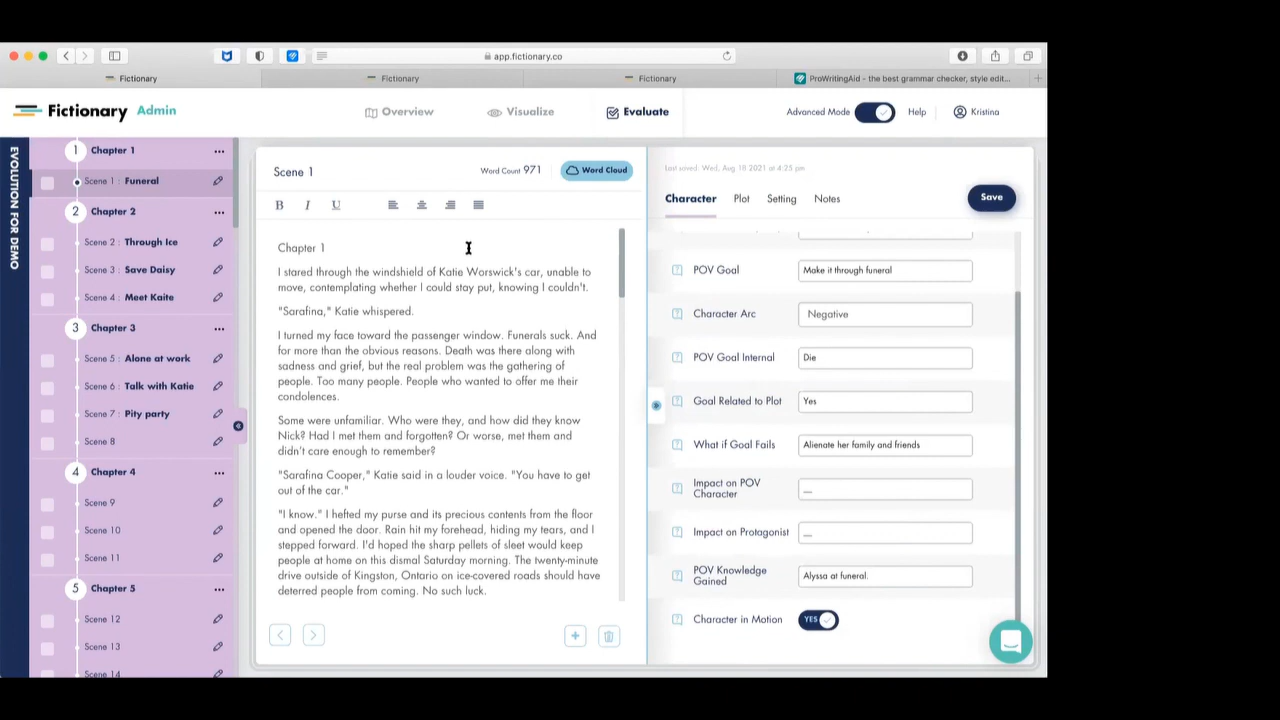 app.fictionary.co
Fictionary
Fictionary
Fictionary
ProWritingAid - the best grammar checker, style edit...
Fictionary Admin
Overview
Visualize
Evaluate
Advanced Mode
Help
Kristina
EVOLUTION FOR DEMO
1 Chapter 1 ...
Scene 1 : Funeral
2 Chapter 2 ...
Scene 2 : Through Ice
Scene 3 : Save Daisy
Scene 4 : Meet Kaite
3 Chapter 3 ...
Scene 5 : Alone at work
Scene 6 : Talk with Katie
Scene 7 : Pity party
Scene 8
4 Chapter 4 ...
Scene 9
Scene 10
Scene 11
5 Chapter 5 ...
Scene 12
Scene 13
Scene 14
Scene 1
Word Count 971
Word Cloud
B I U
Chapter 1
I stared through the windshield of Katie Worswick's car, unable to
move, contemplating whether I could stay put, knowing I couldn't.
"Sarafina," Katie whispered.
I turned my face toward the passenger window. Funerals suck. And
for more than the obvious reasons. Death was there along with
sadness and grief, but the real problem was the gathering of
people. Too many people. People who wanted to offer me their
condolences.
Some were unfamiliar. Who were they, and how did they know
Nick? Had I met them and forgotten? Or worse, met them and
didn't care enough to remember?
"Sarafina Cooper," Katie said in a louder voice. "You have to get
out of the car."
"I know." I hefted my purse and its precious contents from the floor
and opened the door. Rain hit my forehead, hiding my tears, and I
stepped forward. I'd hoped the sharp pellets of sleet would keep
people at home on this dismal Saturday morning. The twenty-minute
drive outside of Kingston, Ontario on ice-covered roads should have
deterred people from coming. No such luck.
Last saved: Wed, Aug 18 2021 at 4:25 pm
Character
Plot
Setting
Notes
Save
POV Goal
Make it through funeral
Character Arc
Negative
POV Goal Internal
Die
Goal Related to Plot
Yes
What if Goal Fails
Alienate her family and friends
Impact on POV
Character
__
Impact on Protagonist
__
POV Knowledge
Gained
Alyssa at funeral.
Character in Motion
YES